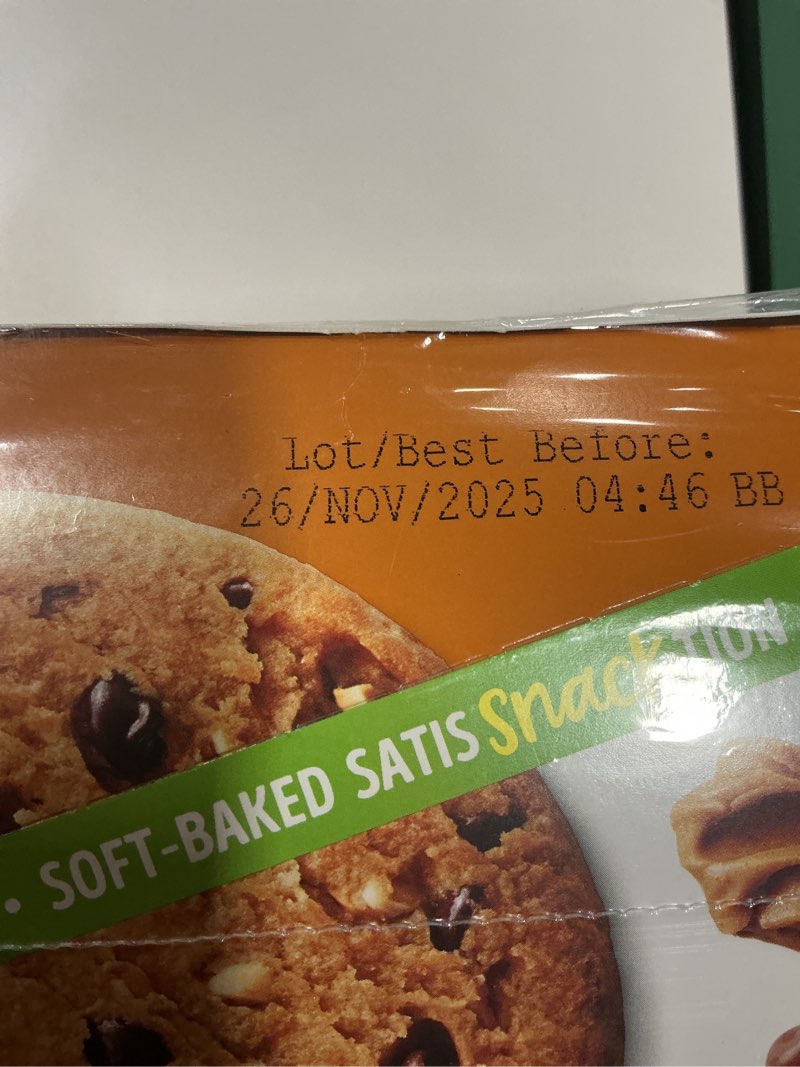 Lot/Best Before:
26/NOV/2025 04:46 BB
• SOFT-BAKED SATISSnackTION